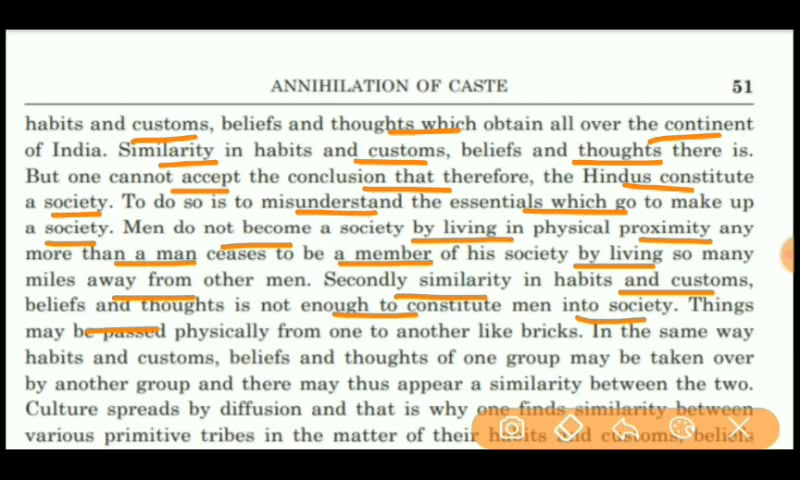 ANNIHILATION OF CASTE 51
habits and customs, beliefs and thoughts which obtain all over the continent
of India. Similarity in habits and customs, beliefs and thoughts there is.
But one cannot accept the conclusion that therefore, the Hindus constitute
a society. To do so is to misunderstand the essentials which go to make up
a society. Men do not become a society by living in physical proximity any
more than a man ceases to be a member of his society by living so many
miles away from other men. Secondly similarity in habits and customs,
beliefs and thoughts is not enough to constitute men into society. Things
may be passed physically from one to another like bricks. In the same way
habits and customs, beliefs and thoughts of one group may be taken over
by another group and there may thus appear a similarity between the two.
Culture spreads by diffusion and that is why one finds similarity between
various primitive tribes in the matter of their habits and customs, beliefs